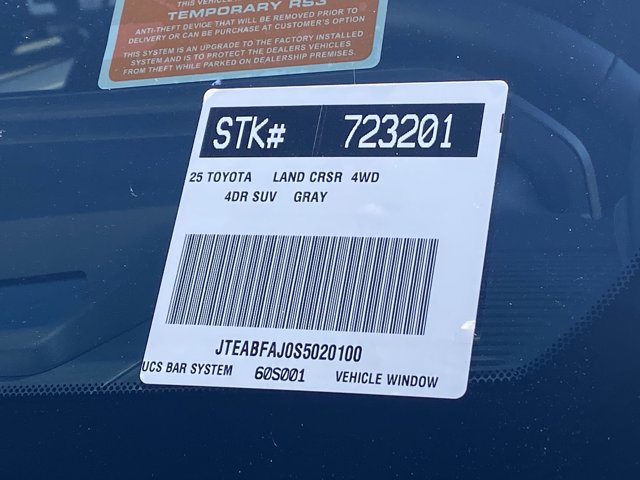 THIS VEHICLE
TEMPORARY RS3
ANTI-THEFT DEVICE THAT WILL BE REMOVED PRIOR TO
DELIVERY OR CAN BE PURCHASE AT CUSTOMER'S OPTION
THIS SYSTEM IS AN UPGRADE TO THE FACTORY INSTALLED
SYSTEM AND IS TO PROTECT THE DEALERS VEHICLES
FROM THEFT WHILE PARKED ON DEALERSHIP PREMISES.
STK# 723201
25 TOYOTA LAND CRSR 4WD
4DR SUV GRAY
JTEABFAJ0S5020100
UCS BAR SYSTEM 60S001 VEHICLE WINDOW